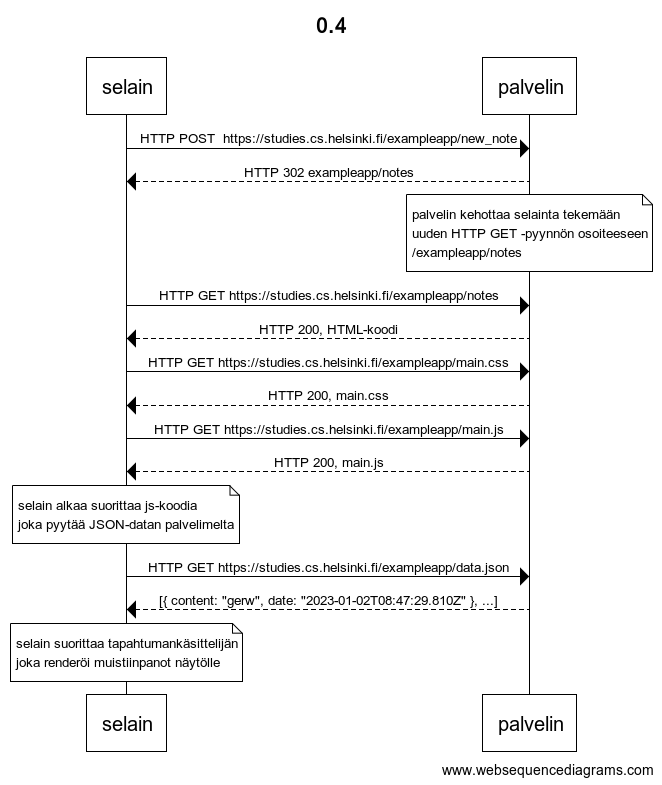 0.4
selain
palvelin
HTTP POST  https://studies.cs.helsinki.fi/exampleapp/new_note
HTTP 302 exampleapp/notes
palvelin kehottaa selainta tekemään
uuden HTTP GET -pyynnön osoiteeseen
/exampleapp/notes
HTTP GET https://studies.cs.helsinki.fi/exampleapp/notes
HTTP 200, HTML-koodi
HTTP GET https://studies.cs.helsinki.fi/exampleapp/main.css
HTTP 200, main.css
HTTP GET https://studies.cs.helsinki.fi/exampleapp/main.js
HTTP 200, main.js
selain alkaa suorittaa js-koodia
joka pyytää JSON-datan palvelimelta
HTTP GET https://studies.cs.helsinki.fi/exampleapp/data.json
[{ content: "gerw", date: "2023-01-02T08:47:29.810Z" }, ...]
selain suorittaa tapahtumankäsittelijän
joka renderöi muistiinpanot näytölle
selain
palvelin
www.websequencediagrams.com